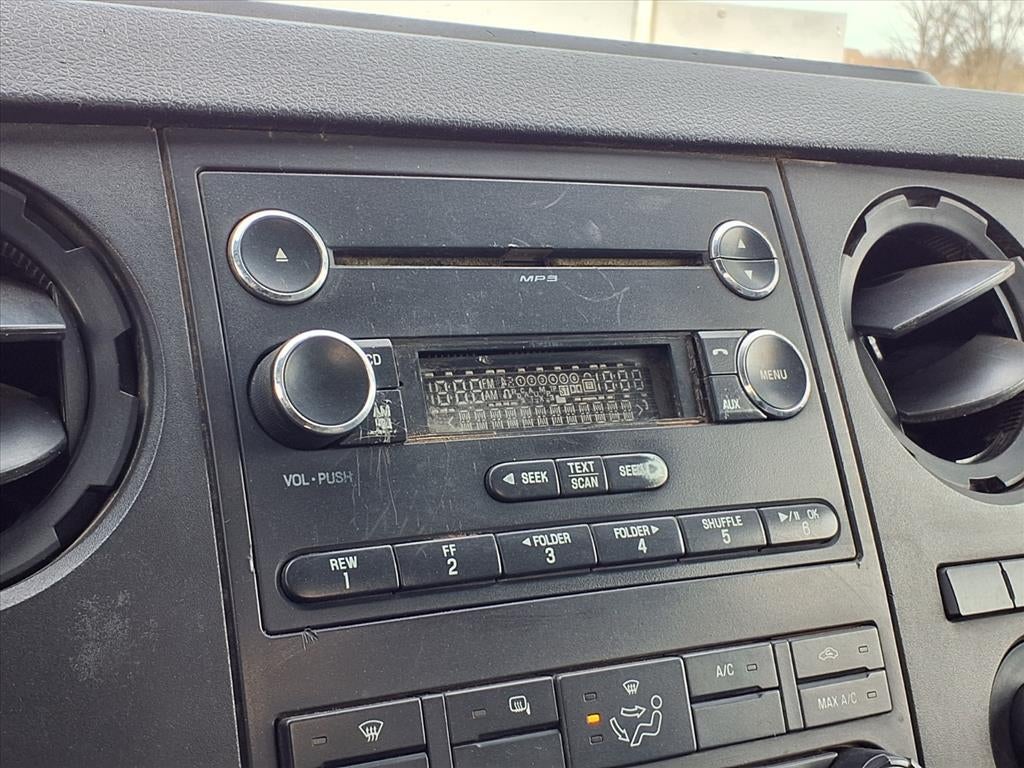 MP3
CD
MENU
AM
AUX
VOL • PUSH
◀ SEEK
TEXT
SCAN
SEEK ▶
REW
1
FF
2
◀ FOLDER
3
FOLDER ▶
4
SHUFFLE
5
▶/II OK
6
A/C
MAX A/C